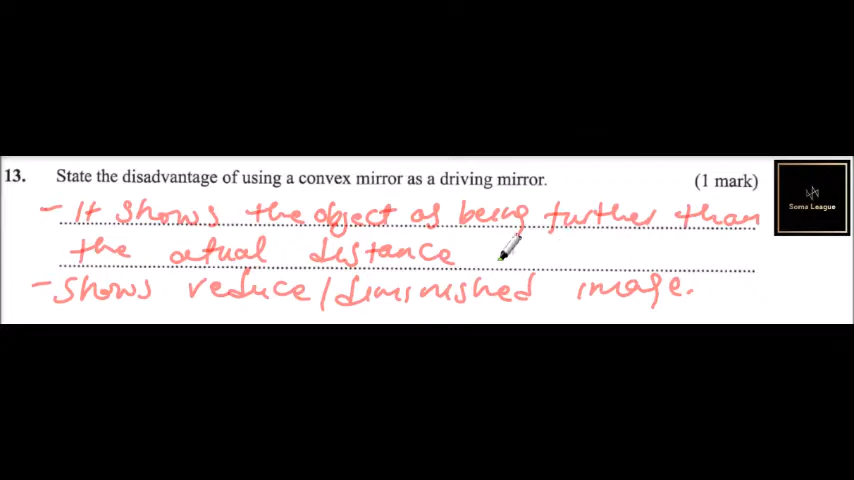 13. State the disadvantage of using a convex mirror as a driving mirror. (1 mark)
Soma League
- It shows the object as being further than
the actual distance
- Shows reduce/diminished image.